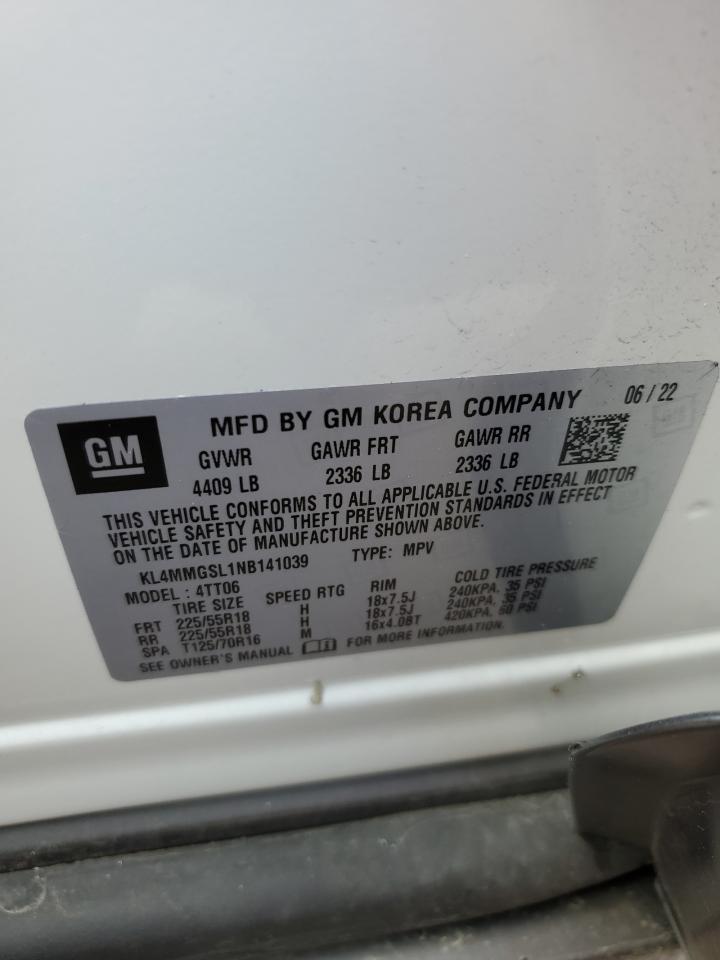 GM
MFD BY GM KOREA COMPANY 06 / 22
GVWR GAWR FRT GAWR RR
4409 LB 2336 LB 2336 LB
THIS VEHICLE CONFORMS TO ALL APPLICABLE U.S. FEDERAL MOTOR
VEHICLE SAFETY AND THEFT PREVENTION STANDARDS IN EFFECT
ON THE DATE OF MANUFACTURE SHOWN ABOVE.
KL4MMGSL1NB141039 TYPE: MPV
MODEL : 4TT06
TIRE SIZE SPEED RTG RIM COLD TIRE PRESSURE
FRT 225/55R18 H 18x7.5J 240KPA, 35 PSI
RR 225/55R18 H 18x7.5J 240KPA, 35 PSI
SPA T125/70R16 M 16x4.0BT 420KPA, 60 PSI
SEE OWNER'S MANUAL FOR MORE INFORMATION.